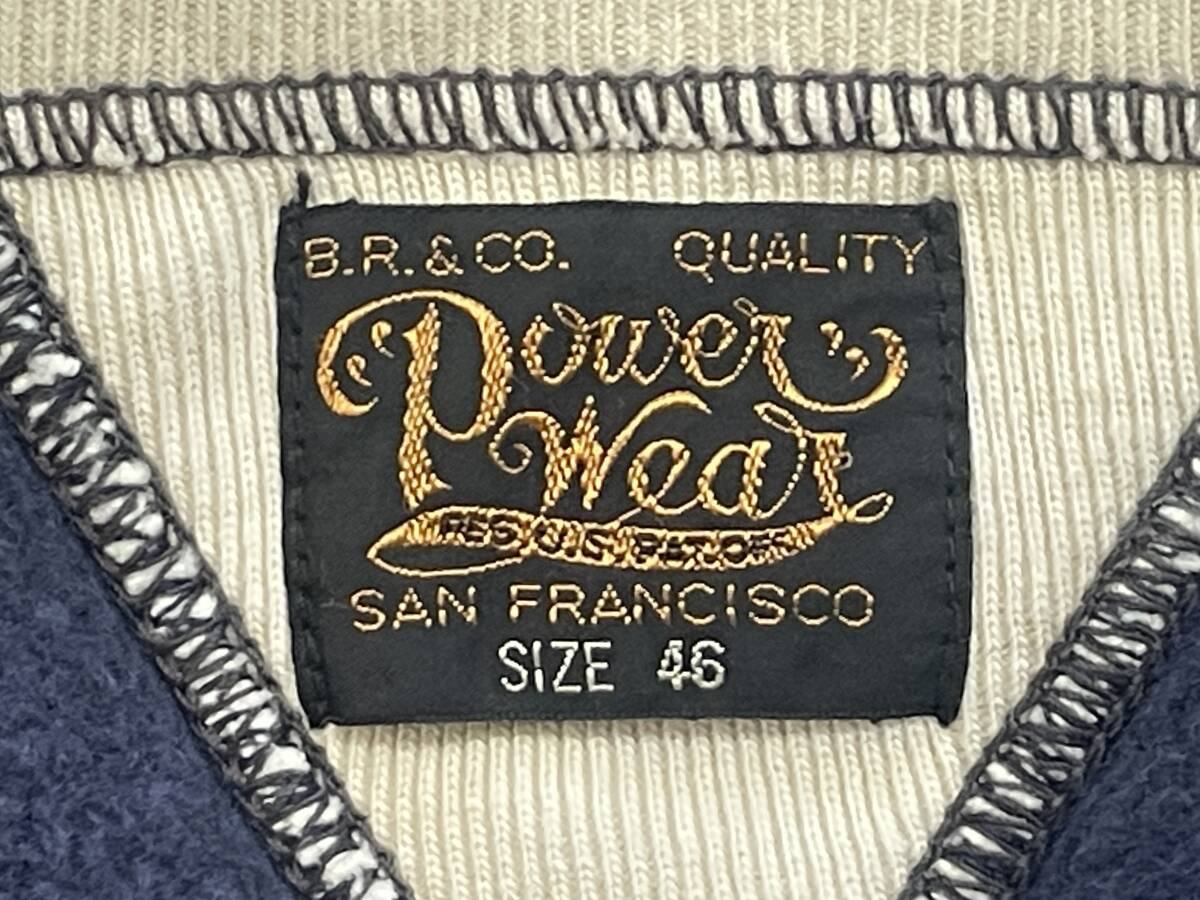 B.R.&CO. QUALITY
"Power"
Wear
REG. U.S. PAT. OFF.
SAN FRANCISCO
SIZE 46